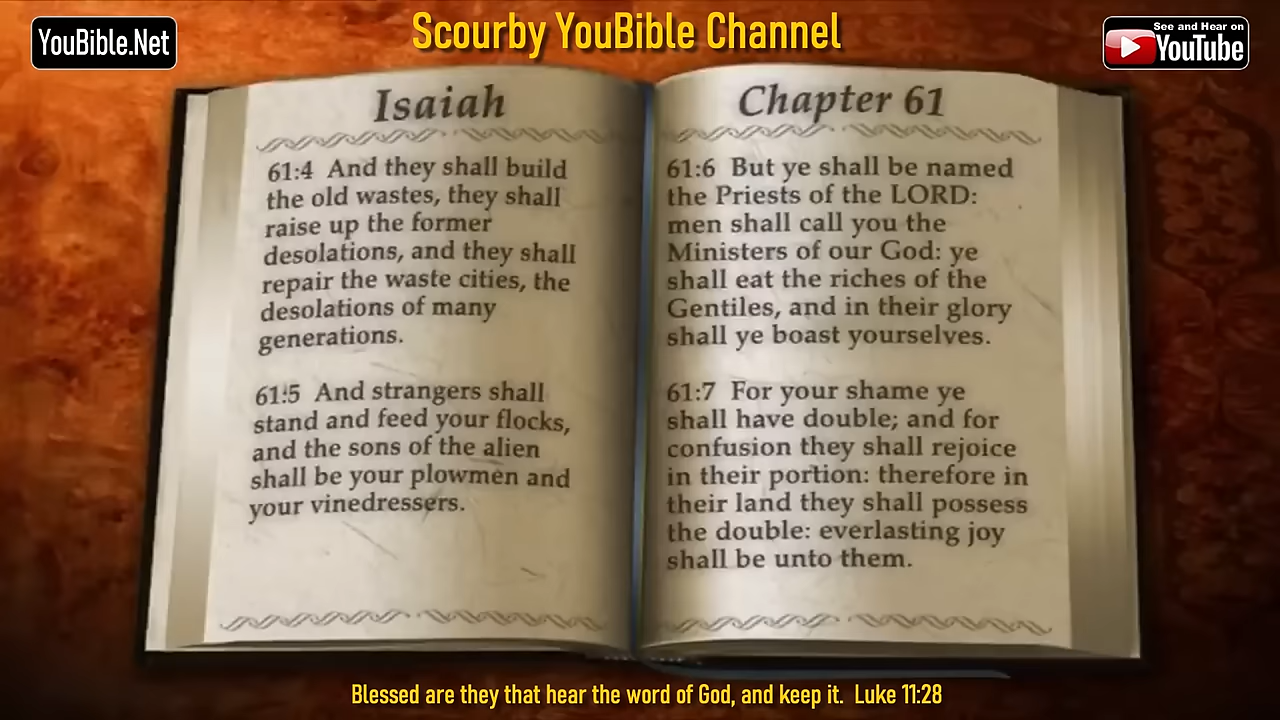 YouBible.Net
Scourby YouBible Channel
See and Hear on
YouTube
Isaiah
61:4 And they shall build
the old wastes, they shall
raise up the former
desolations, and they shall
repair the waste cities, the
desolations of many
generations.
61:5 And strangers shall
stand and feed your flocks,
and the sons of the alien
shall be your plowmen and
your vinedressers.
Chapter 61
61:6 But ye shall be named
the Priests of the LORD:
men shall call you the
Ministers of our God: ye
shall eat the riches of the
Gentiles, and in their glory
shall ye boast yourselves.
61:7 For your shame ye
shall have double; and for
confusion they shall rejoice
in their portion: therefore in
their land they shall possess
the double: everlasting joy
shall be unto them.
Blessed are they that hear the word of God, and keep it. Luke 11:28